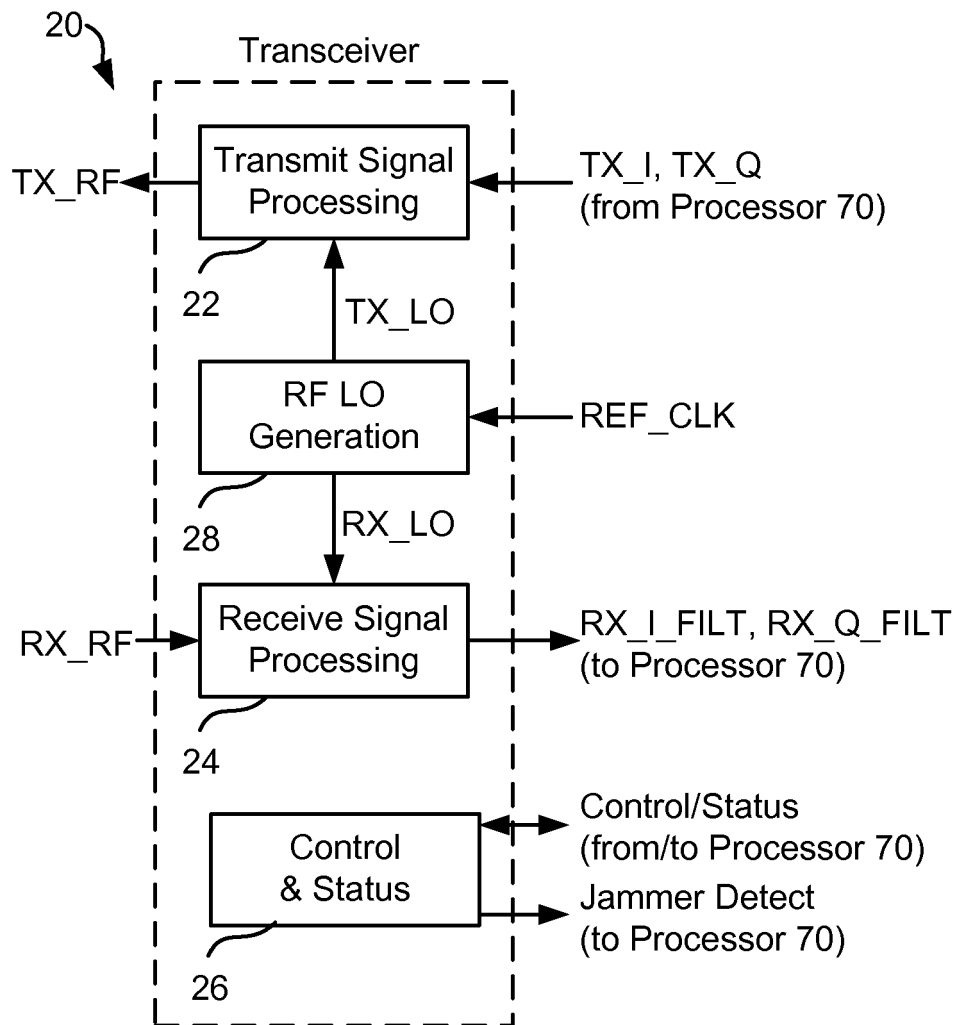 20
Transceiver
Transmit Signal
Processing
TX_RF
TX_I, TX_Q
(from Processor 70)
22
TX_LO
RF LO
Generation
REF_CLK
28
RX_LO
Receive Signal
Processing
RX_RF
RX_I_FILT, RX_Q_FILT
(to Processor 70)
24
Control
& Status
Control/Status
(from/to Processor 70)
Jammer Detect
(to Processor 70)
26